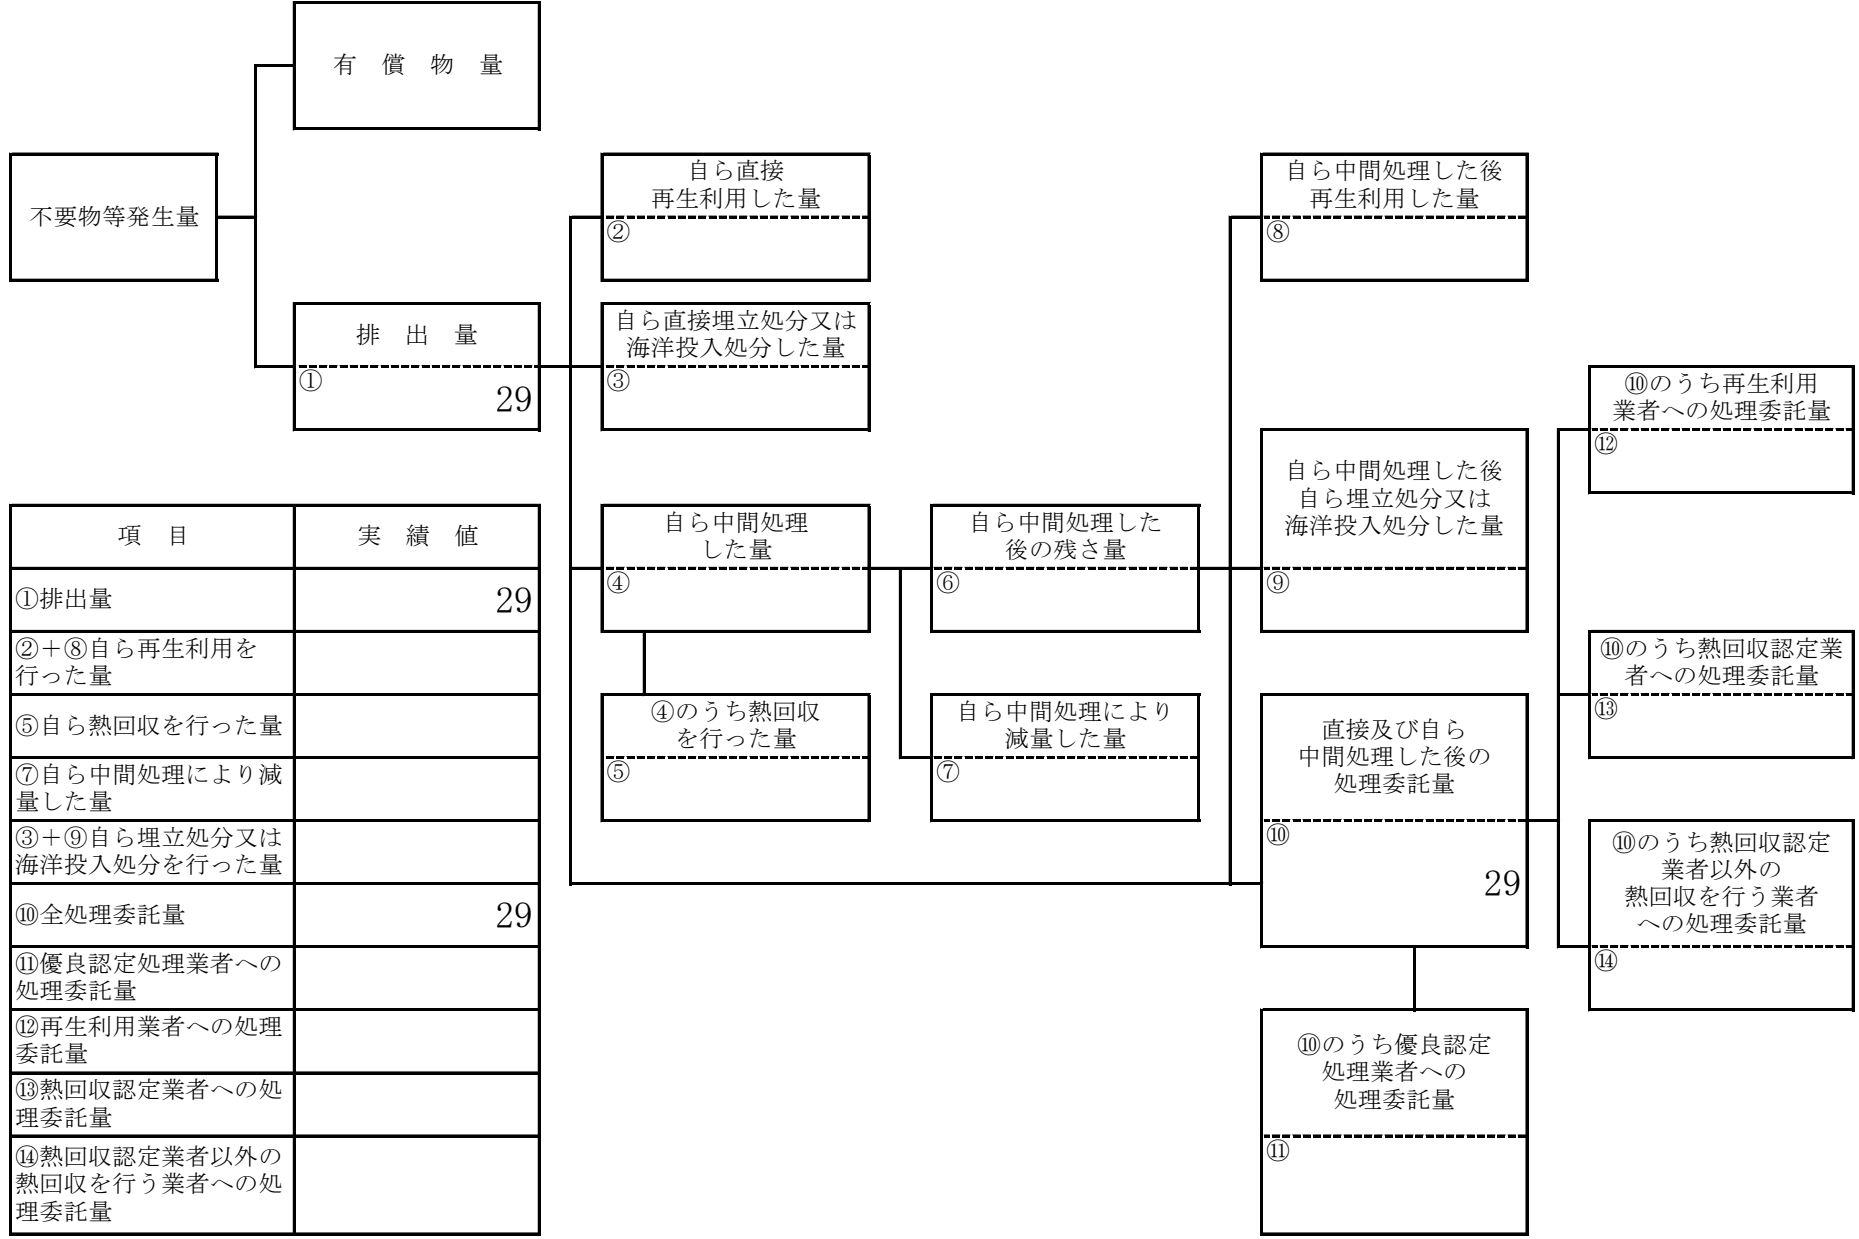 有　償　物　量
不要物等発生量
排　出　量
①
29
自ら直接
再生利用した量
②
自ら直接埋立処分又は
海洋投入処分した量
③
自ら中間処理
した量
④
④のうち熱回収
を行った量
⑤
自ら中間処理した
後の残さ量
⑥
自ら中間処理により
減量した量
⑦
自ら中間処理した後
再生利用した量
⑧
自ら中間処理した後
自ら埋立処分又は
海洋投入処分した量
⑨
直接及び自ら
中間処理した後の
処理委託量
⑩
29
⑩のうち優良認定
処理業者への
処理委託量
⑪
⑩のうち再生利用
業者への処理委託量
⑫
⑩のうち熱回収認定業
者への処理委託量
⑬
⑩のうち熱回収認定
業者以外の
熱回収を行う業者
への処理委託量
⑭
項　目
実　績　値
①排出量
29
②＋⑧自ら再生利用を
行った量
⑤自ら熱回収を行った量
⑦自ら中間処理により減
量した量
③＋⑨自ら埋立処分又は
海洋投入処分を行った量
⑩全処理委託量
29
⑪優良認定処理業者への
処理委託量
⑫再生利用業者への処理
委託量
⑬熱回収認定業者への処
理委託量
⑭熱回収認定業者以外の
熱回収を行う業者への処
理委託量